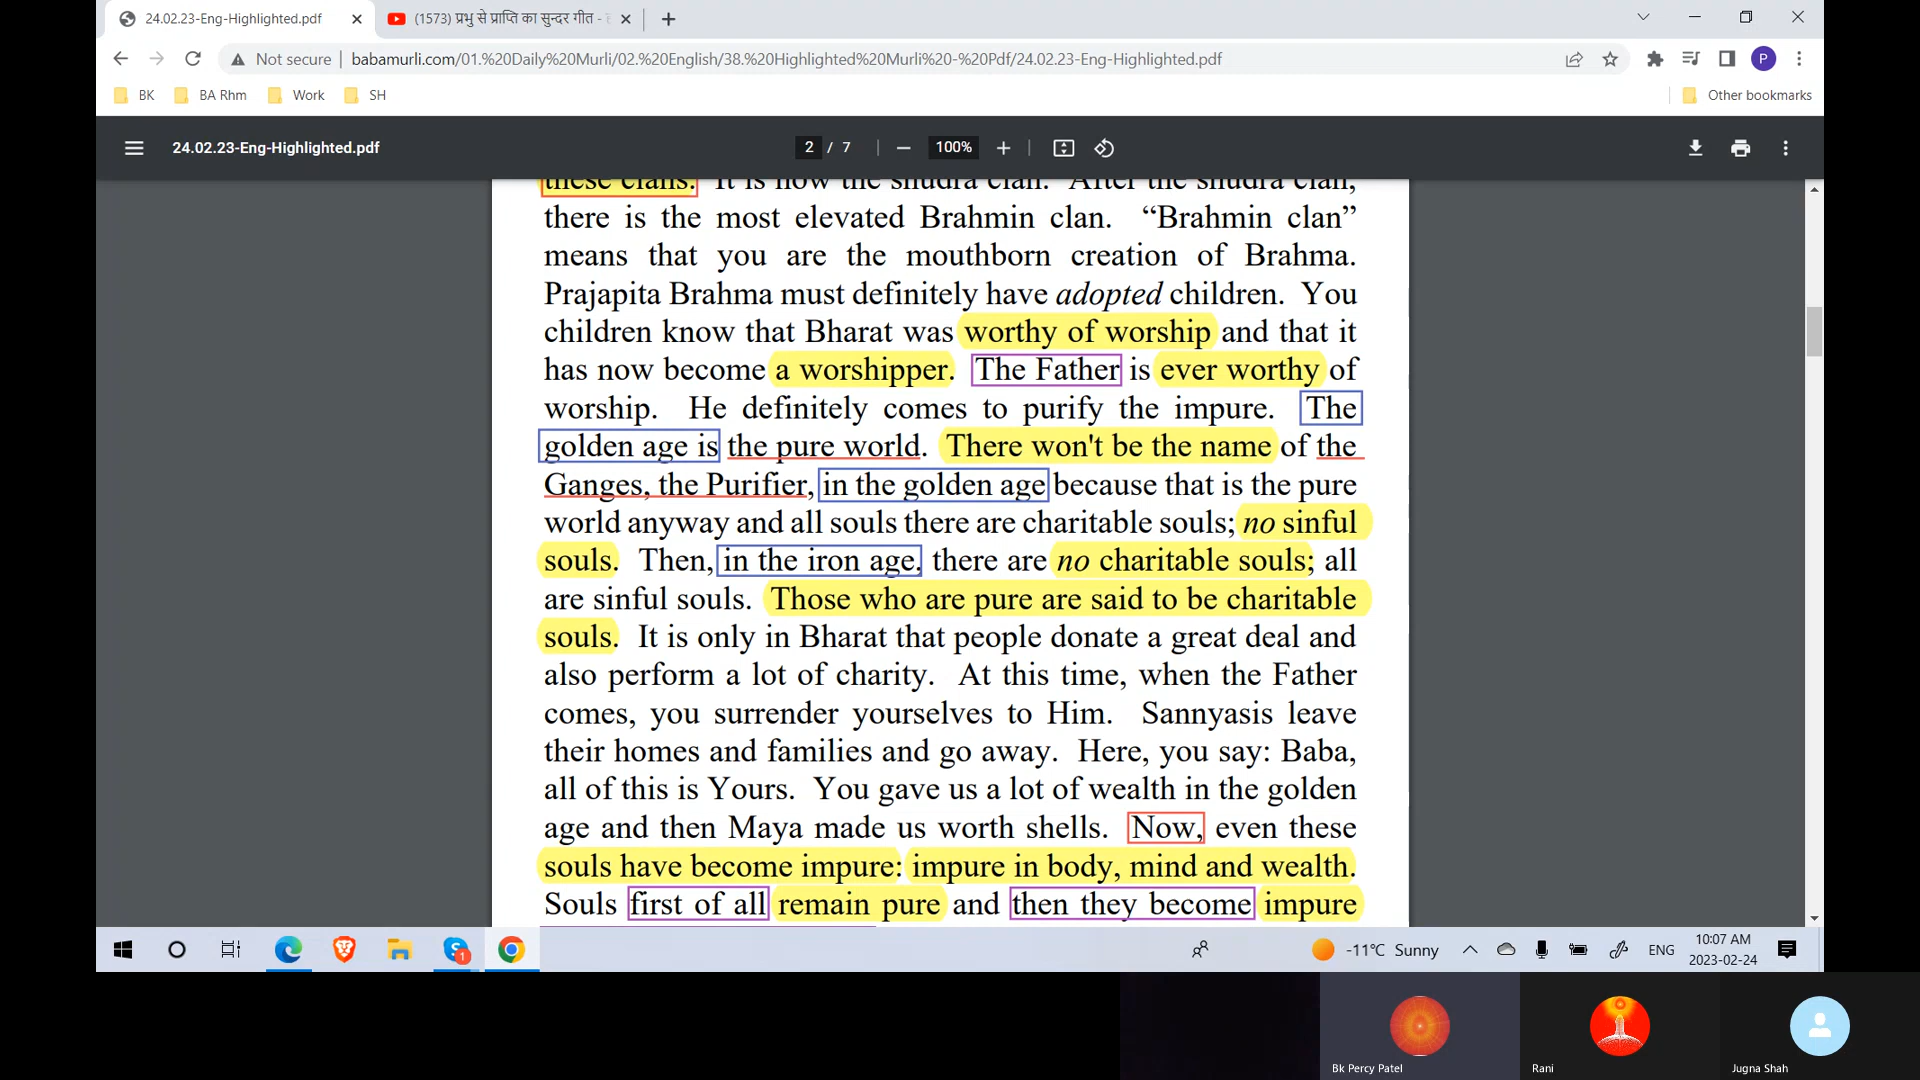 24.02.23-Eng-Highlighted.pdf
(1573) प्रभु से प्राप्ति का सुन्दर गीत -
Not secure | babamurli.com/01.%20Daily%20Murli/02.%20English/38.%20Highlighted%20Murli%20-%20Pdf/24.02.23-Eng-Highlighted.pdf
P
BK BA Rhm Work SH Other bookmarks
24.02.23-Eng-Highlighted.pdf 2 / 7 100%
these clans. It is now the shudra clan. After the shudra clan,
there is the most elevated Brahmin clan. “Brahmin clan”
means that you are the mouthborn creation of Brahma.
Prajapita Brahma must definitely have adopted children. You
children know that Bharat was worthy of worship and that it
has now become a worshipper. The Father is ever worthy of
worship. He definitely comes to purify the impure. The
golden age is the pure world. There won't be the name of the
Ganges, the Purifier, in the golden age because that is the pure
world anyway and all souls there are charitable souls; no sinful
souls. Then, in the iron age, there are no charitable souls; all
are sinful souls. Those who are pure are said to be charitable
souls. It is only in Bharat that people donate a great deal and
also perform a lot of charity. At this time, when the Father
comes, you surrender yourselves to Him. Sannyasis leave
their homes and families and go away. Here, you say: Baba,
all of this is Yours. You gave us a lot of wealth in the golden
age and then Maya made us worth shells. Now, even these
souls have become impure: impure in body, mind and wealth.
Souls first of all remain pure and then they become impure
1
-11°C Sunny ENG 10:07 AM
2023-02-24
Bk Percy Patel Rani Jugna Shah